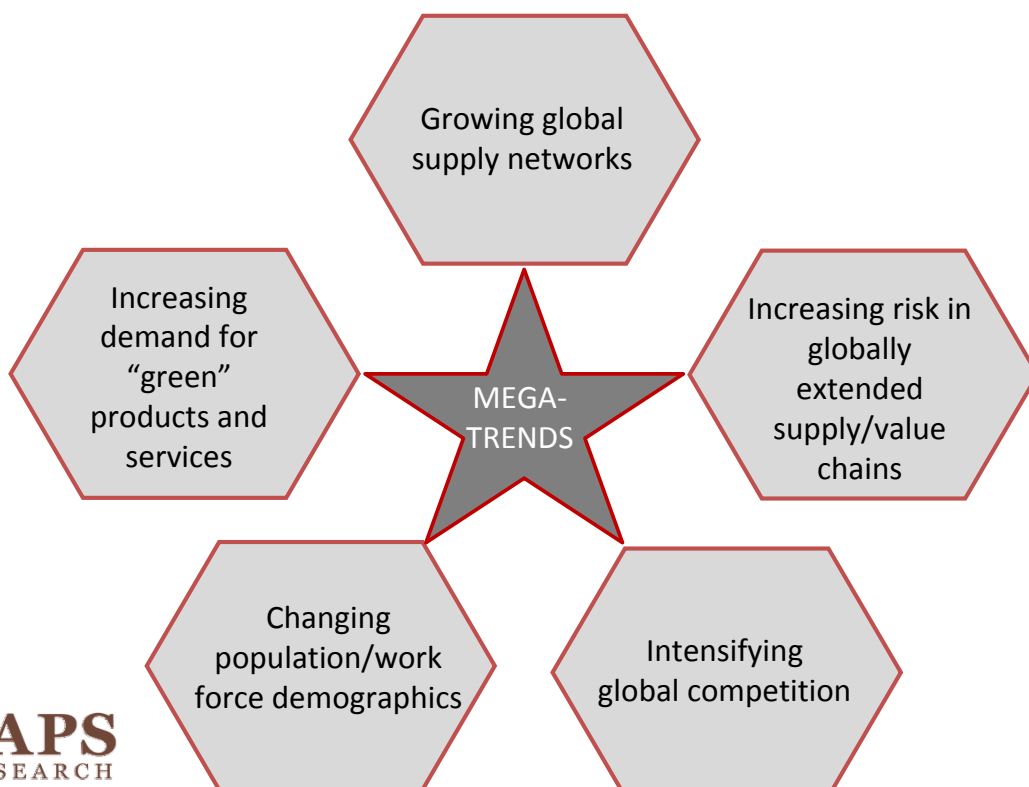 Growing global
supply networks
Increasing
demand for
“green”
products and
services
MEGA-
TRENDS
Increasing risk in
globally
extended
supply/value
chains
Changing
population/work
force demographics
Intensifying
global competition
APS
SEARCH